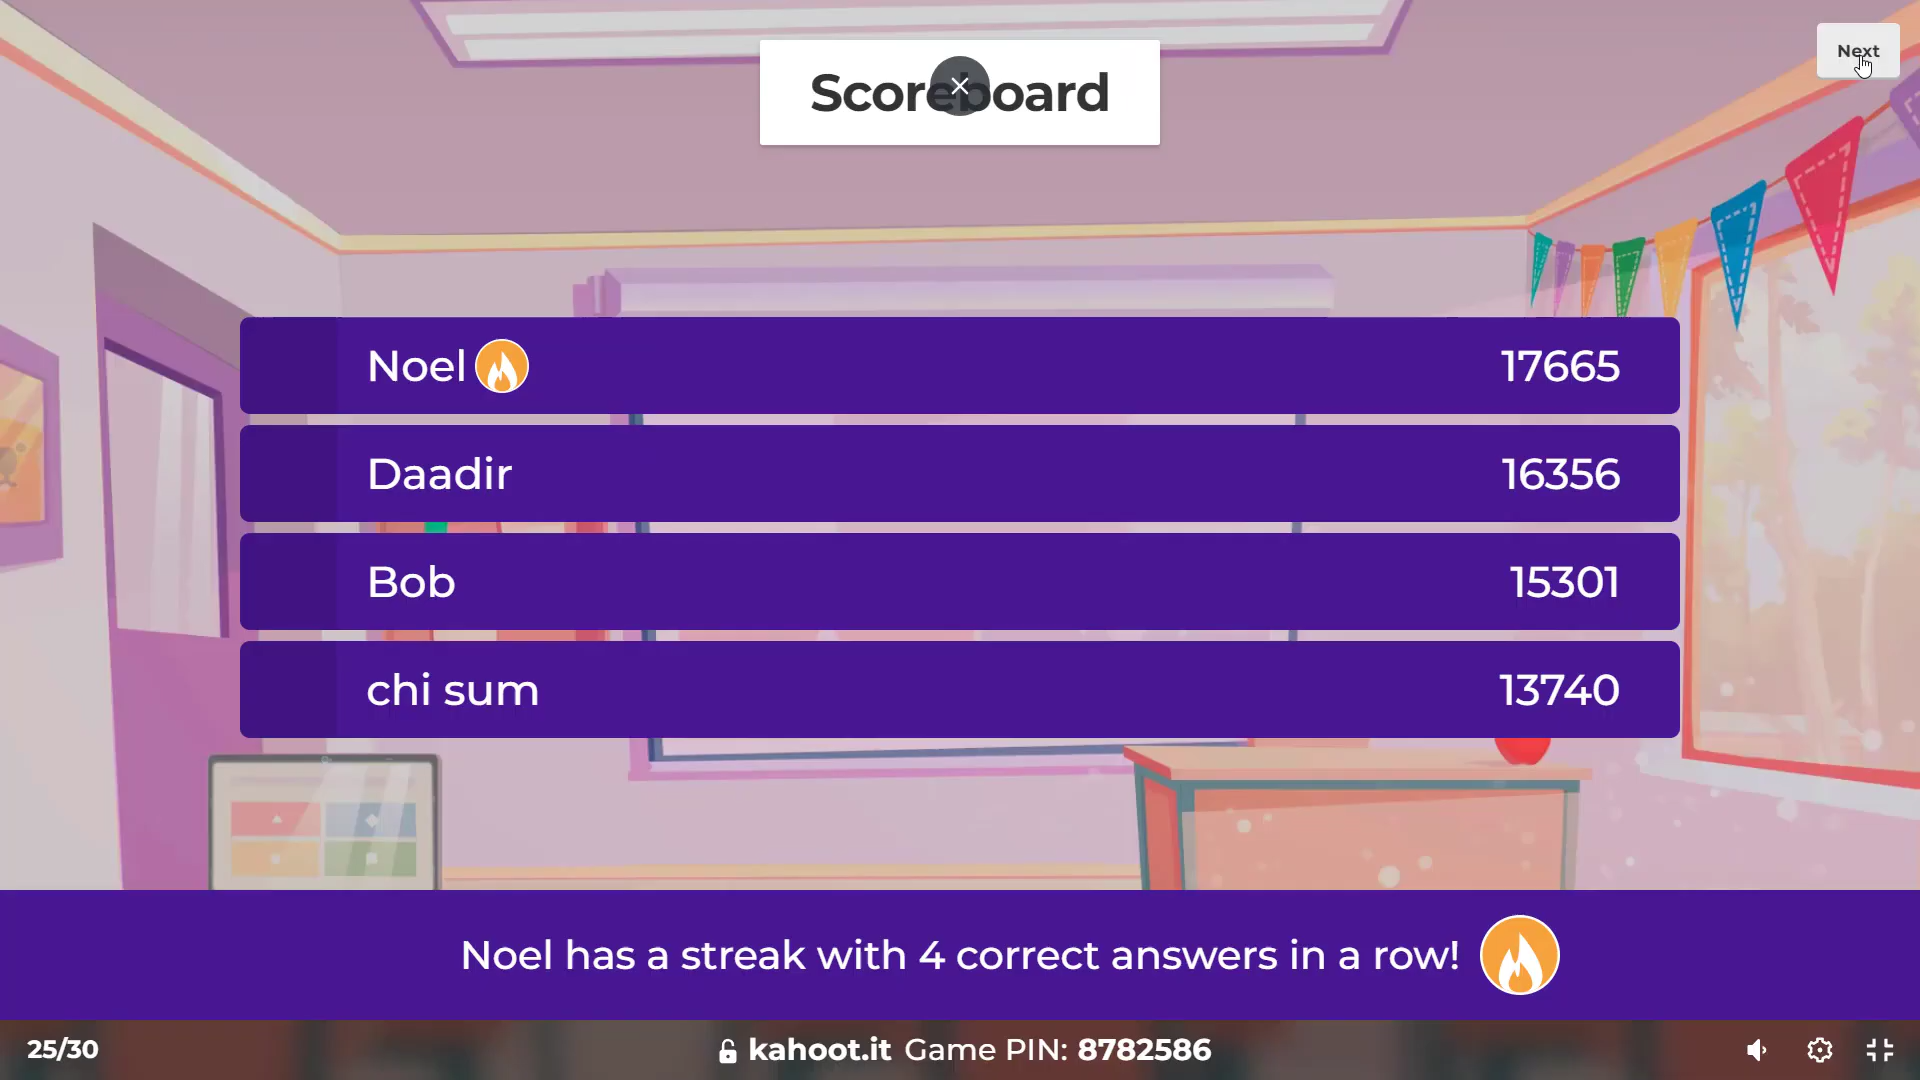 Scoreboard
Next
Noel 17665
Daadir 16356
Bob 15301
chi sum 13740
Noel has a streak with 4 correct answers in a row!
25/30
kahoot.it Game PIN: 8782586